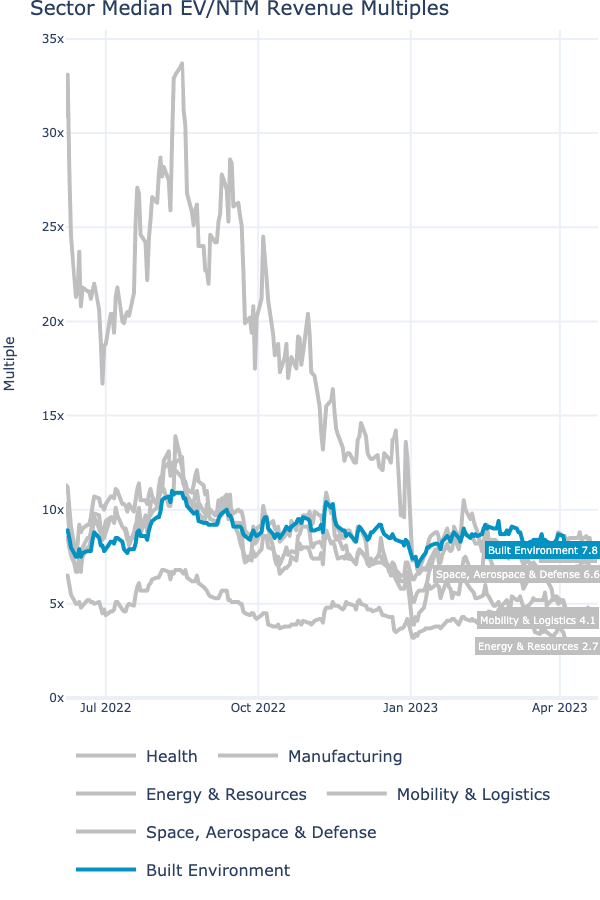 Sector Median EV/NTM Revenue Multiples
35x
30x
25x
20x
15x
10x
5x
0x
Multiple
Built Environment 7.8
Space, Aerospace & Defense 6.6
Mobility & Logistics 4.1
Energy & Resources 2.7
Jul 2022
Oct 2022
Jan 2023
Apr 2023
Health
Manufacturing
Energy & Resources
Mobility & Logistics
Space, Aerospace & Defense
Built Environment